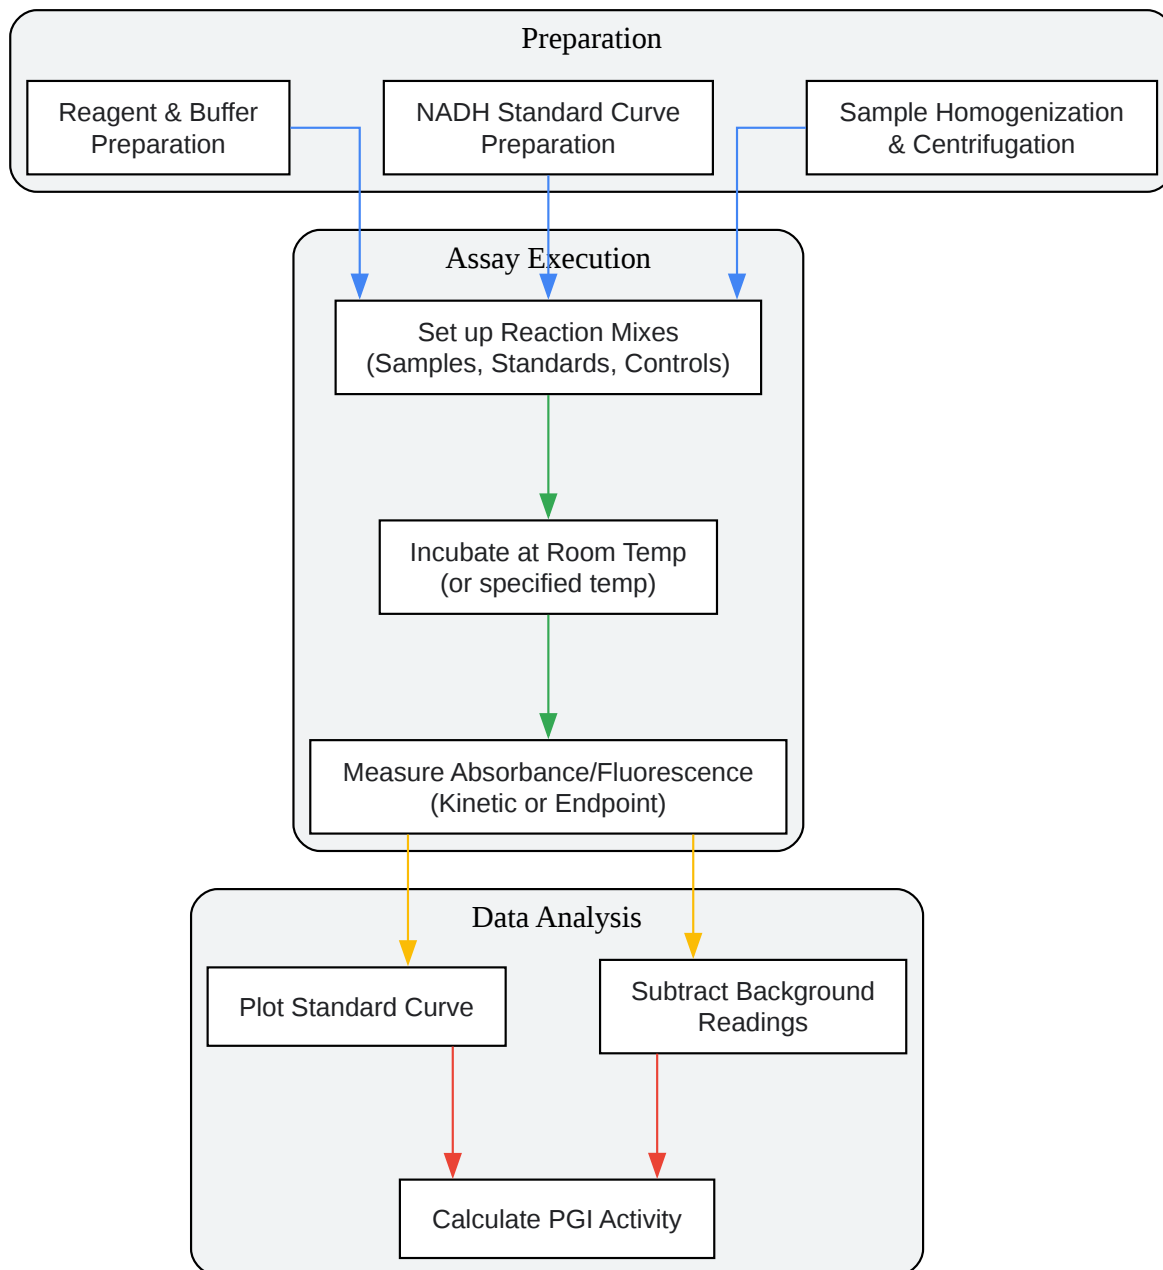 Preparation
Reagent & Buffer
Preparation
NADH Standard Curve
Preparation
Sample Homogenization
& Centrifugation
Assay Execution
Set up Reaction Mixes
(Samples, Standards, Controls)
Incubate at Room Temp
(or specified temp)
Measure Absorbance/Fluorescence
(Kinetic or Endpoint)
Data Analysis
Plot Standard Curve
Subtract Background
Readings
Calculate PGI Activity